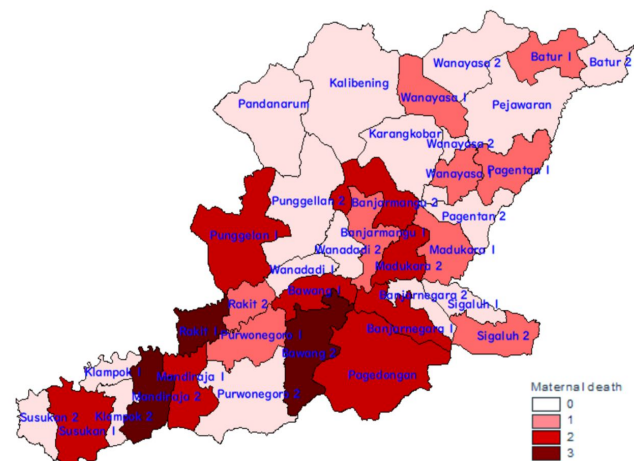 Wanayasa 2
Batur 1
Batur 2
Kalibening
Wanayasa 1
Pejawaran
Pandanarum
Karangkobar
Wanayasa 2
Wanayasa 1
Pagentan 1
Punggellan 2
Banjarmangu 2
Pagentan 2
Punggelan 1
Banjarmangu 1
Wanadadi 2
Madukara 1
Madukara 2
Wanadadi 1
Bawang 1
Banjarnegara 2
Sigaluh 1
Rakit 2
Rakit 1
Purwonegoro 1
Banjarnegara 1
Sigaluh 2
Bawang 2
Klampok 1
Mandiraja 1
Pagedongan
Mandiraju 2
Purwonegoro 2
Susukan 2
Klampok 2
Susukan 1
Maternal death
0
1
2
3